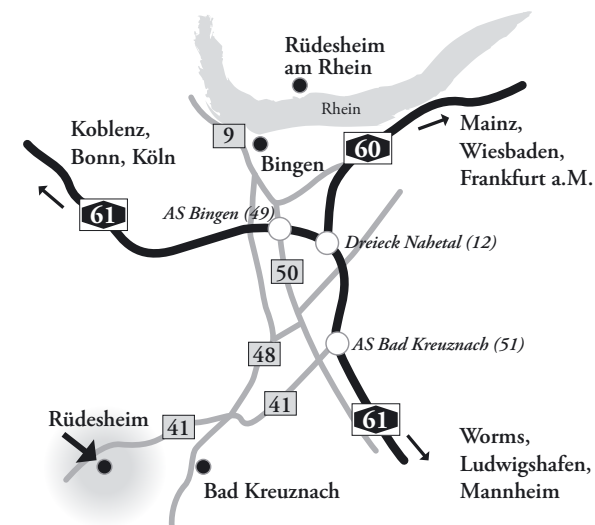 Rüdesheim
am Rhein
Rhein
9
Koblenz,
Bonn, Köln
Bingen
60
Mainz,
Wiesbaden,
Frankfurt a.M.
61
AS Bingen (49)
Dreieck Nahetal (12)
50
AS Bad Kreuznach (51)
48
41
41
61
Rüdesheim
Bad Kreuznach
Worms,
Ludwigshafen,
Mannheim